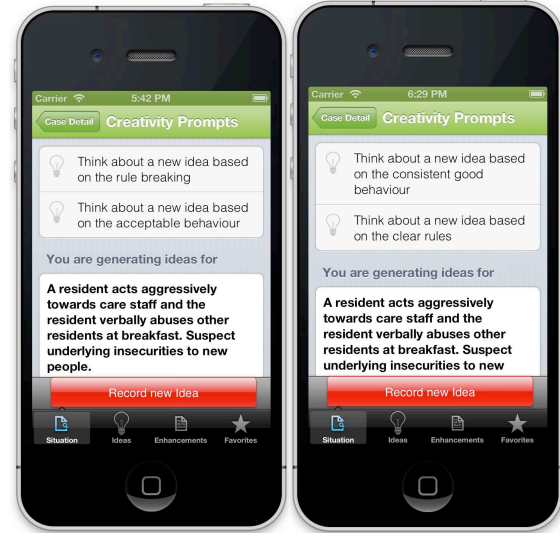 Carrier 5:42 PM
Case Detail Creativity Prompts
Think about a new idea based
on the rule breaking
Think about a new idea based
on the acceptable behaviour
You are generating ideas for
A resident acts aggressively
towards care staff and the
resident verbally abuses other
residents at breakfast. Suspect
underlying insecurities to new
people.
Record new Idea
Situation Ideas Enhancements Favorites
Carrier 6:29 PM
Case Detail Creativity Prompts
Think about a new idea based
on the consistent good
behaviour
Think about a new idea based
on the clear rules
You are generating ideas for
A resident acts aggressively
towards care staff and the
resident verbally abuses other
residents at breakfast. Suspect
underlying insecurities to new
Record new Idea
Situation Ideas Enhancements Favorites